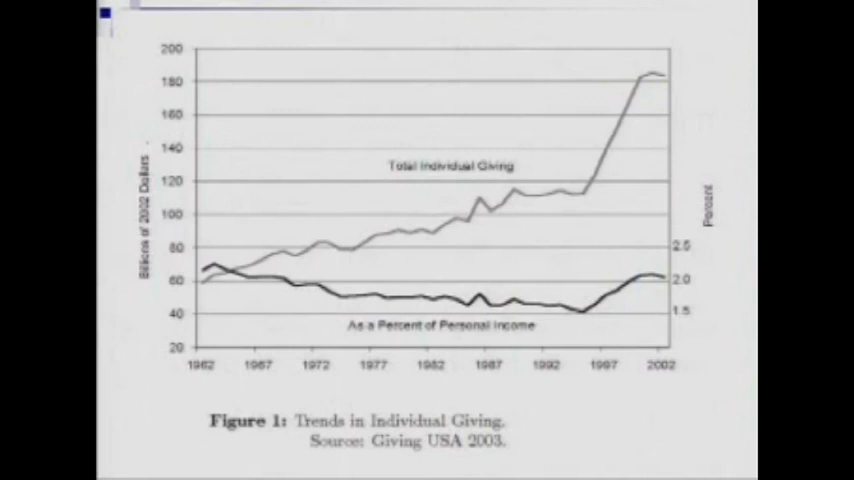 200
180
160
140
120
100
80
60
40
20
Billions of 2002 Dollars
Total Individual Giving
As a Percent of Personal Income
Percent
2.5
2.0
1.5
1962 1967 1972 1977 1982 1987 1992 1997 2002
Figure 1: Trends in Individual Giving.
Source: Giving USA 2003.